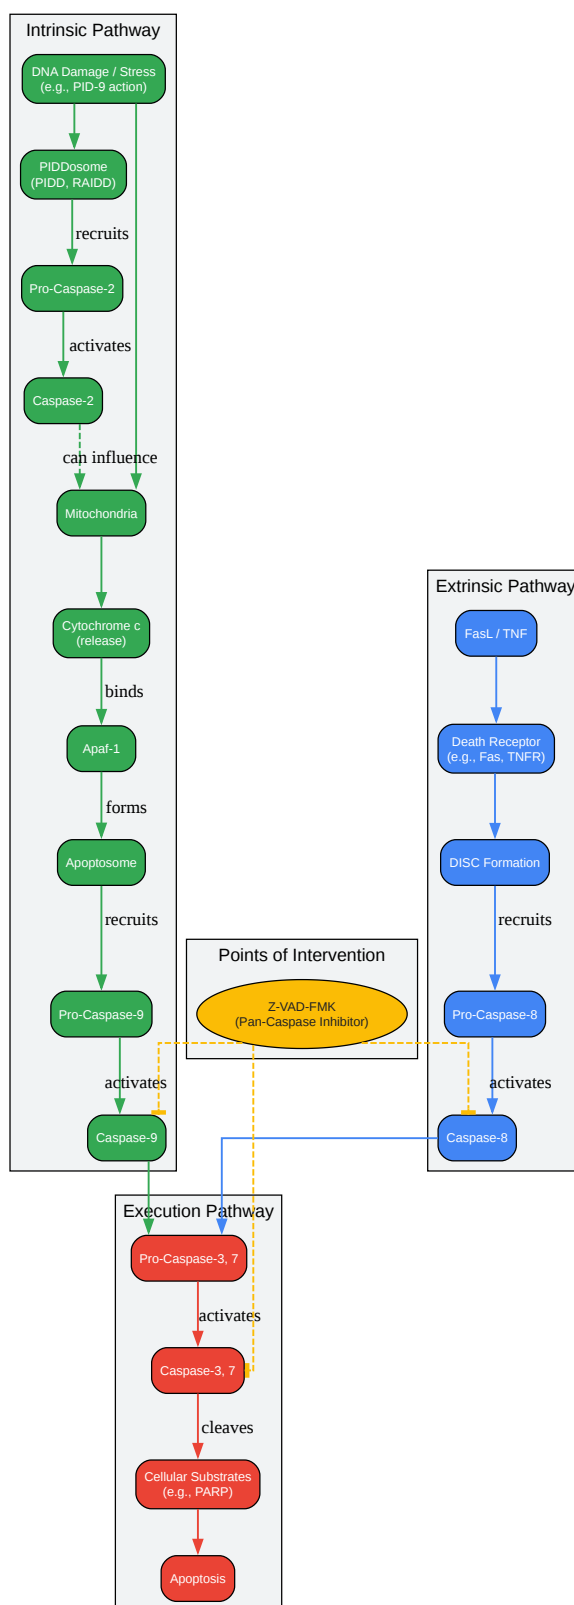 Intrinsic Pathway
DNA Damage / Stress
(e.g., PID-9 action)
PIDDosome
(PIDD, RAIDD)
recruits
Pro-Caspase-2
activates
Caspase-2
can influence
Mitochondria
Cytochrome c
(release)
binds
Apaf-1
forms
Apoptosome
recruits
Pro-Caspase-9
activates
Caspase-9
Extrinsic Pathway
FasL / TNF
Death Receptor
(e.g., Fas, TNFR)
DISC Formation
recruits
Pro-Caspase-8
activates
Caspase-8
Points of Intervention
Z-VAD-FMK
(Pan-Caspase Inhibitor)
Execution Pathway
Pro-Caspase-3, 7
activates
Caspase-3, 7
cleaves
Cellular Substrates
(e.g., PARP)
Apoptosis